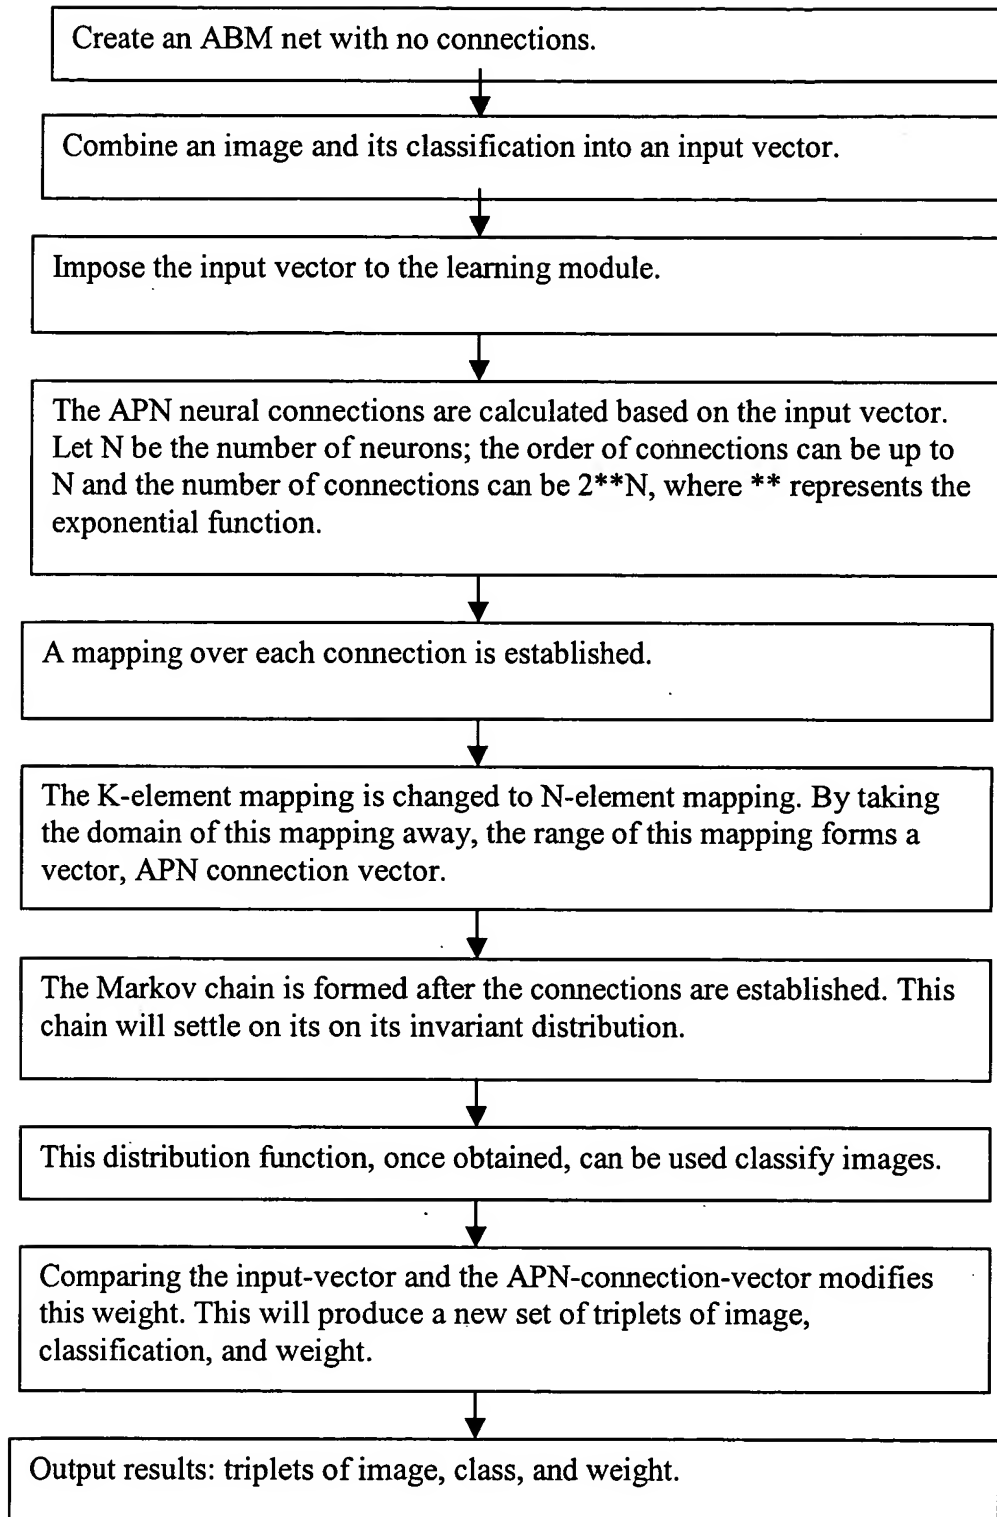 Create an ABM net with no connections.
Combine an image and its classification into an input vector.
Impose the input vector to the learning module.
The APN neural connections are calculated based on the input vector.
Let N be the number of neurons; the order of connections can be up to
N and the number of connections can be 2**N, where ** represents the
exponential function.
A mapping over each connection is established.
The K-element mapping is changed to N-element mapping. By taking
the domain of this mapping away, the range of this mapping forms a
vector, APN connection vector.
The Markov chain is formed after the connections are established. This
chain will settle on its on its invariant distribution.
This distribution function, once obtained, can be used classify images.
Comparing the input-vector and the APN-connection-vector modifies
this weight. This will produce a new set of triplets of image,
classification, and weight.
Output results: triplets of image, class, and weight.